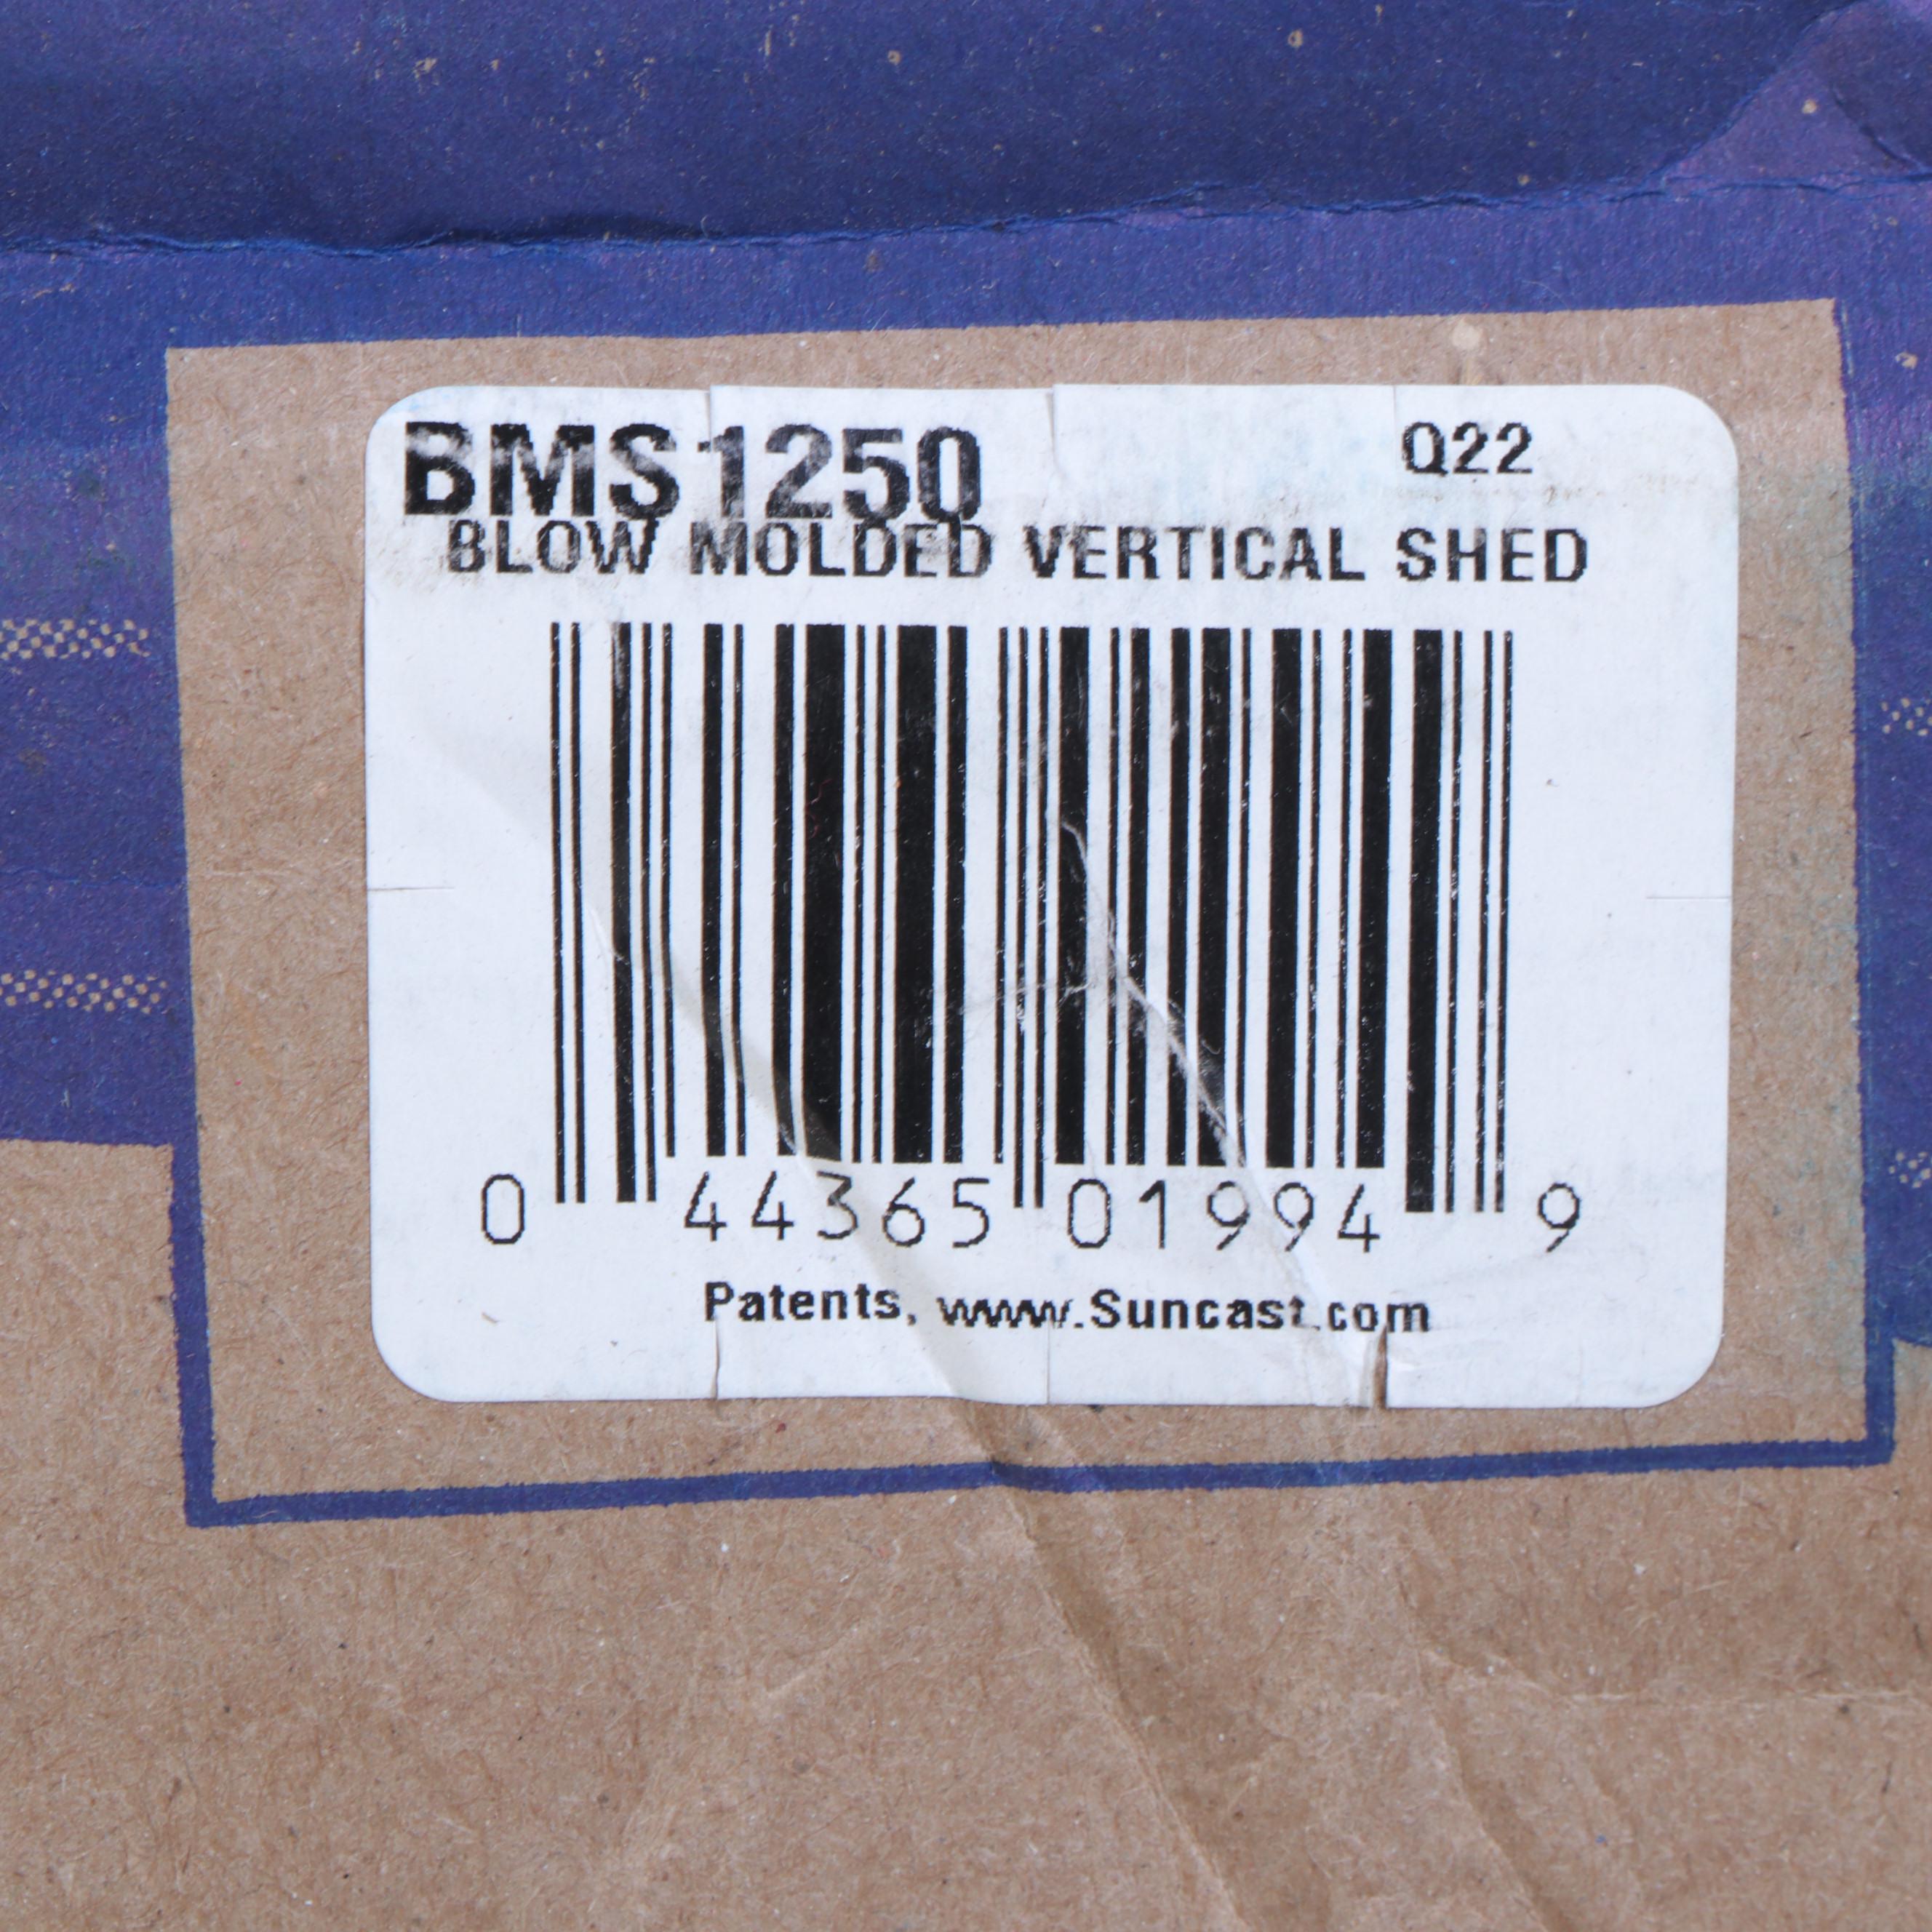 BMS1250 Q22
BLOW MOLDED VERTICAL SHED
0 44365 01994 9
Patents, www.Suncast.com